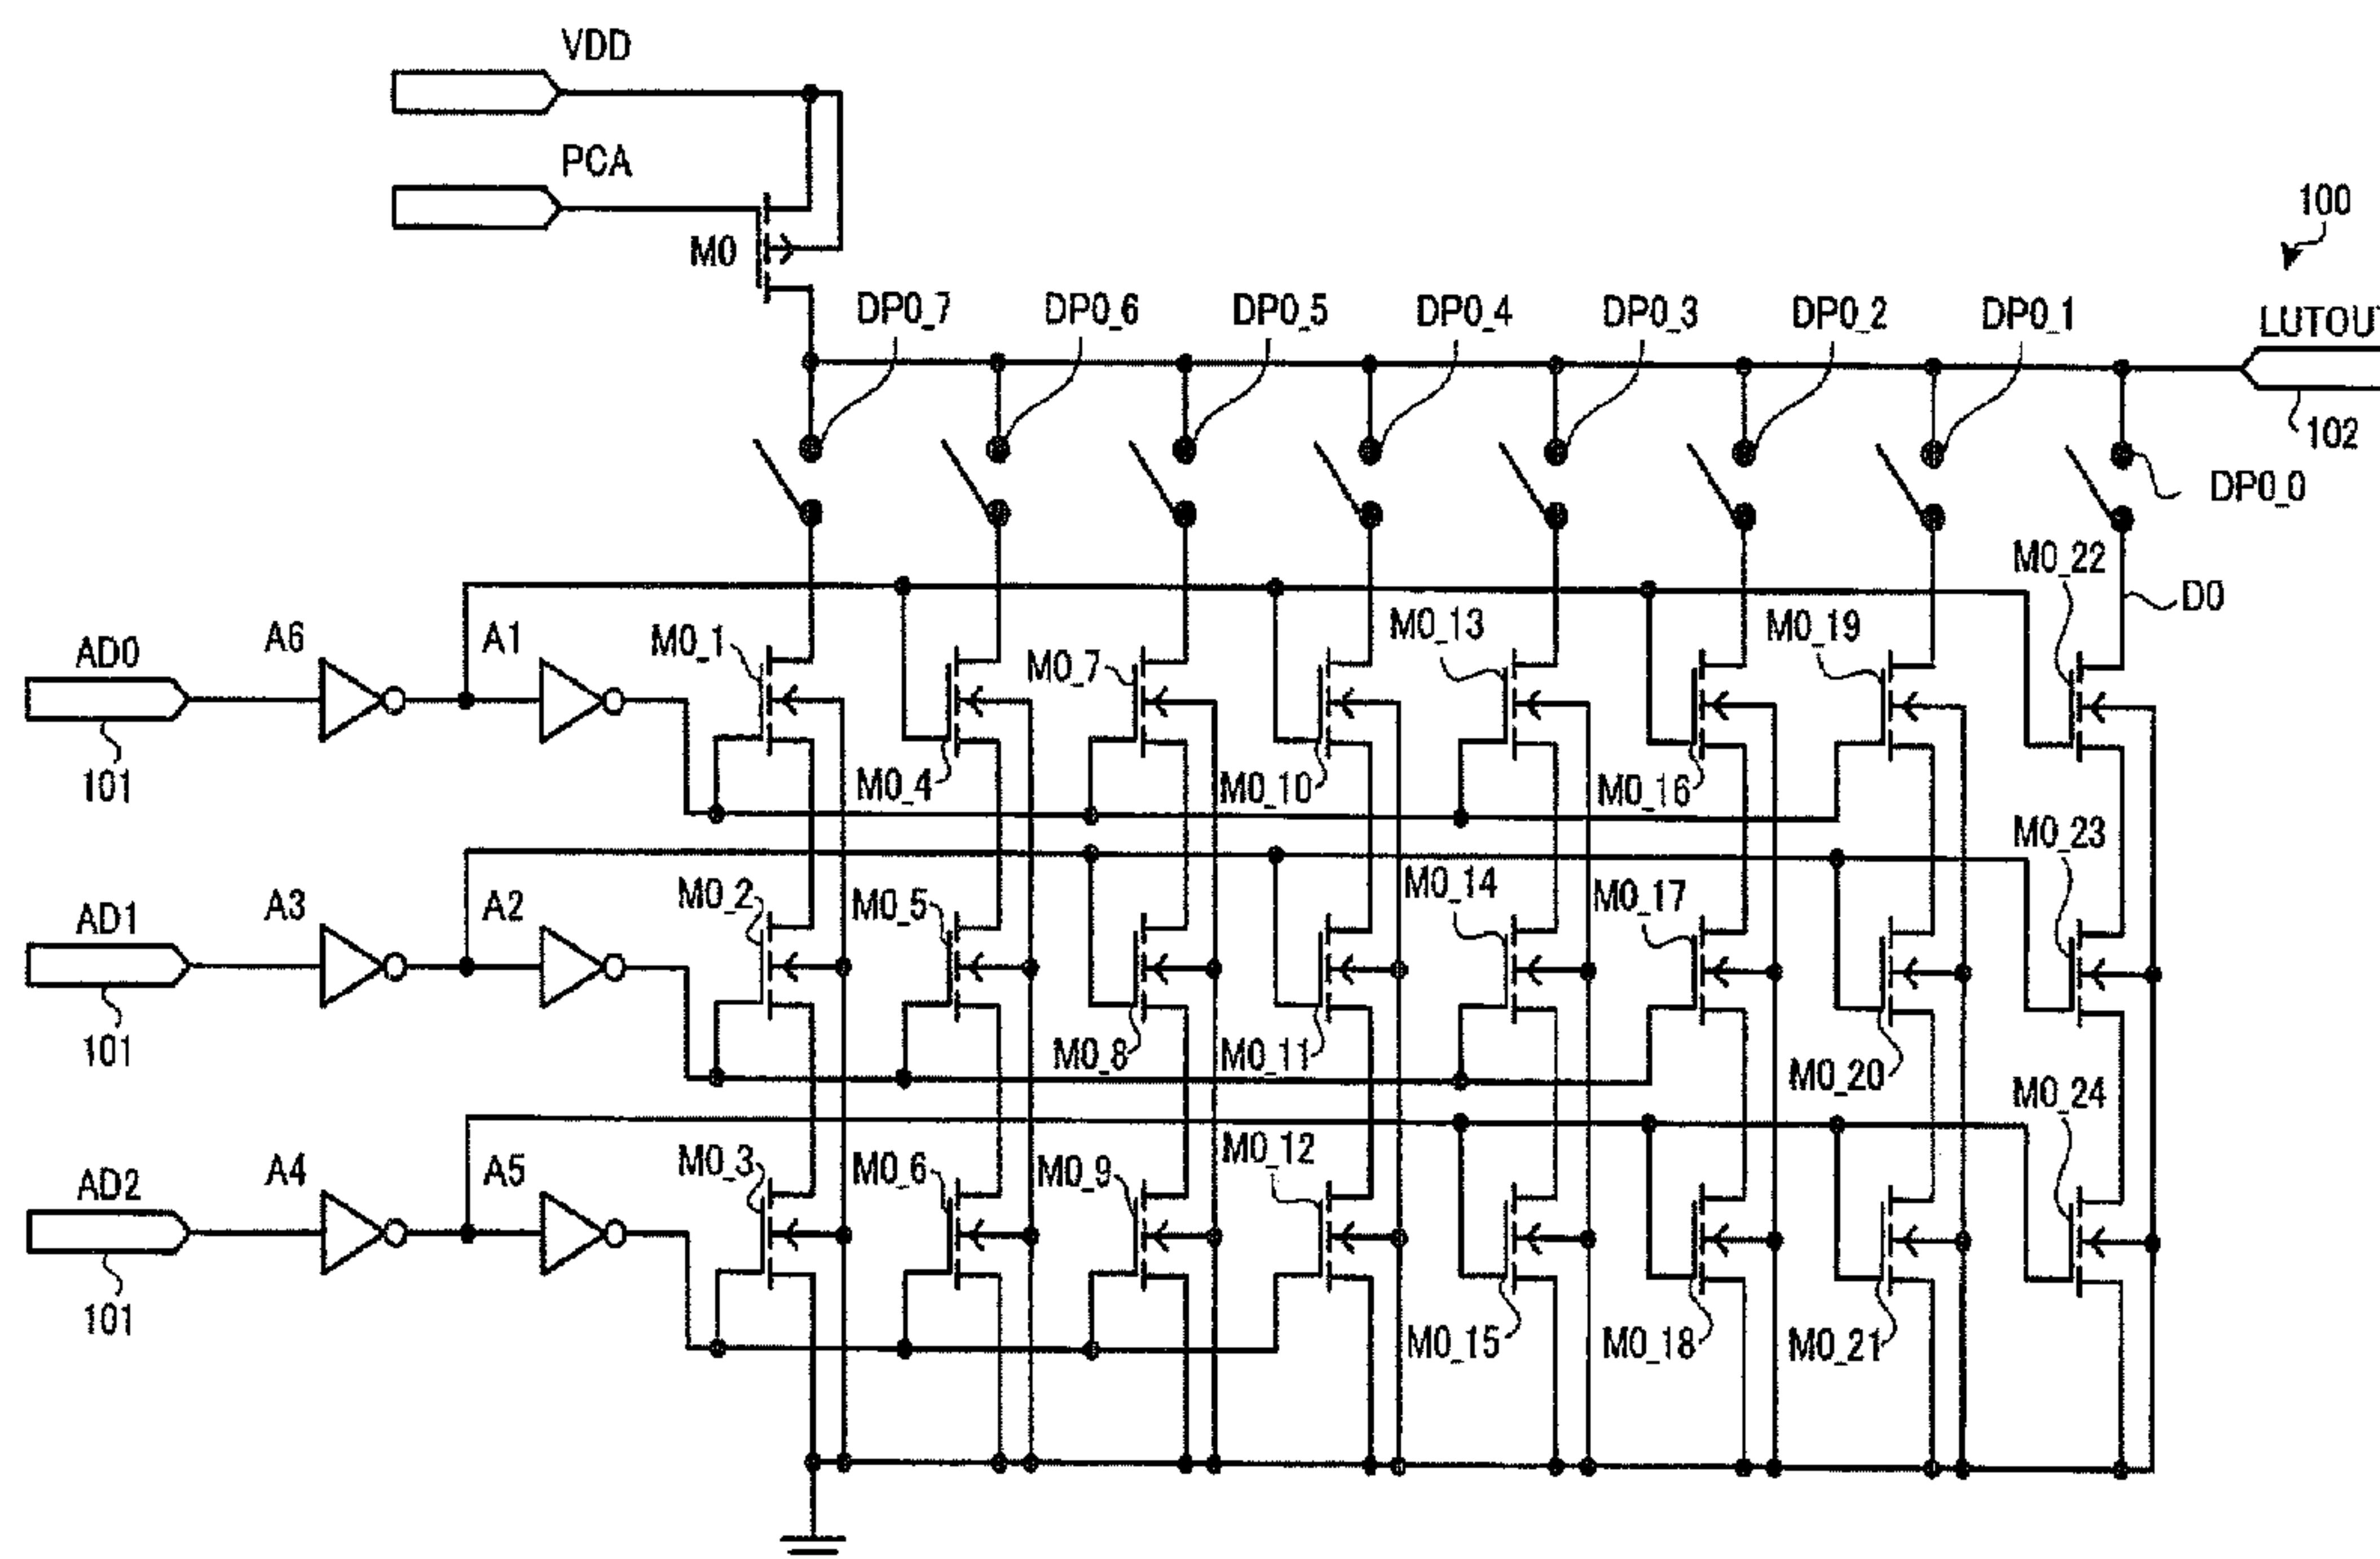 VDD
PCA
M0
100
DP0_7 DP0_6 DP0_5 DP0_4 DP0_3 DP0_2 DP0_1
LUTOUT
102
DP0_0
M0_22
D0
AD0 A6 A1 M0_1 M0_7 M0_13 M0_19
101 M0_4 M0_10 M0_16
M0_23
AD1 A3 A2 M0_2 M0_5 M0_14 M0_17
101 M0_8 M0_11 M0_20
M0_24
AD2 A4 A5 M0_3 M0_6 M0_9 M0_12
101 M0_15 M0_18 M0_21